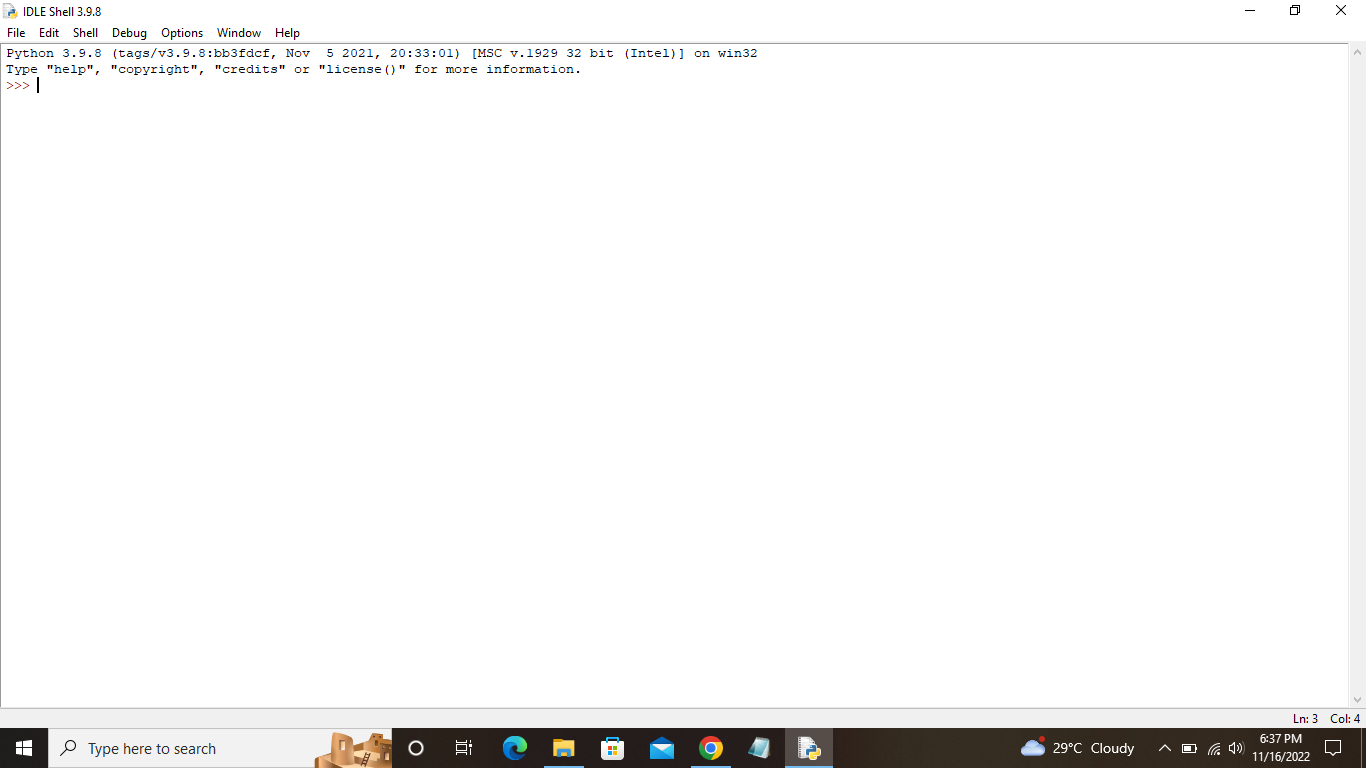 IDLE Shell 3.9.8
File Edit Shell Debug Options Window Help
Python 3.9.8 (tags/v3.9.8:bb3fdcf, Nov  5 2021, 20:33:01) [MSC v.1929 32 bit (Intel)] on win32
Type "help", "copyright", "credits" or "license()" for more information.
>>>
Ln: 3 Col: 4
Type here to search
29°C Cloudy
6:37 PM
11/16/2022